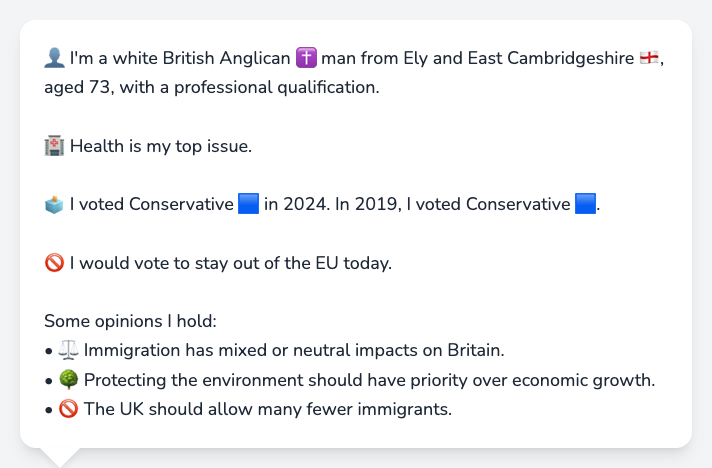 👤 I'm a white British Anglican ✝️ man from Ely and East Cambridgeshire 🏴󠁧󠁢󠁥󠁮󠁧󠁿,
aged 73, with a professional qualification.
🏥 Health is my top issue.
🗳️ I voted Conservative 🟦 in 2024. In 2019, I voted Conservative 🟦.
🚫 I would vote to stay out of the EU today.
Some opinions I hold:
• ⚖️ Immigration has mixed or neutral impacts on Britain.
• 🌳 Protecting the environment should have priority over economic growth.
• 🚫 The UK should allow many fewer immigrants.